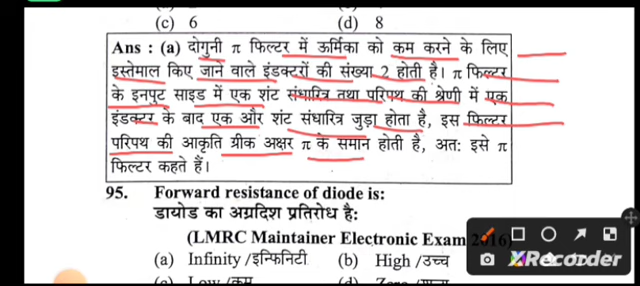 (c) 6 (d) 8
Ans : (a) दोगुनी π फिल्टर में ऊर्मिका को कम करने के लिए
इस्तेमाल किए जाने वाले इंडक्टरों की संख्या 2 होती है। π फिल्टर
के इनपुट साइड में एक शंट संधारित्र तथा परिपथ की श्रेणी में एक
इंडक्टर के बाद एक और शंट संधारित्र जुड़ा होता है, इस फिल्टर
परिपथ की आकृति ग्रीक अक्षर π के समान होती है, अत: इसे π
फिल्टर कहते हैं।
95. Forward resistance of diode is:
डायोड का अग्रदिश प्रतिरोध है:
(LMRC Maintainer Electronic Exam 2016)
(a) Infinity /इन्फिनिटी (b) High /उच्च
XRecorder